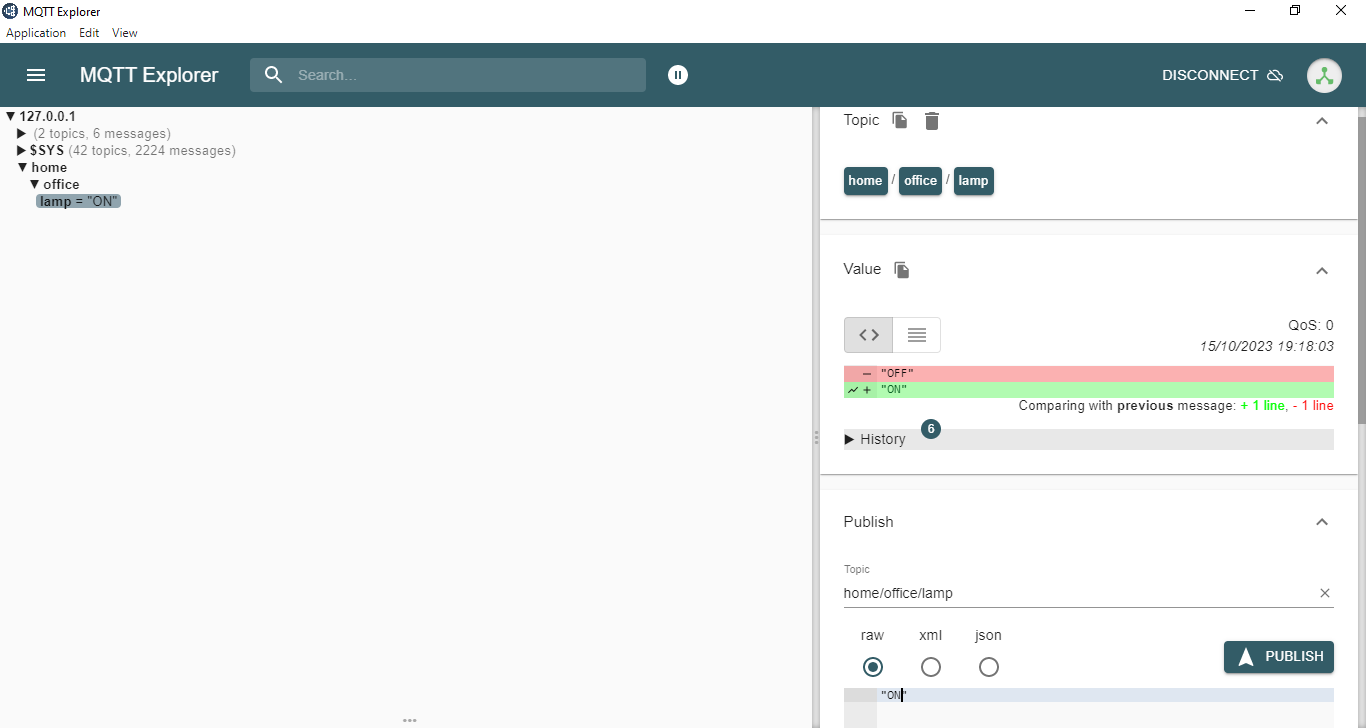 MQTT Explorer
Application Edit View
MQTT Explorer
Search...
DISCONNECT
▼ 127.0.0.1
▶ (2 topics, 6 messages)
▶ $SYS (42 topics, 2224 messages)
▼ home
▼ office
lamp = "ON"
Topic
home / office / lamp
Value
QoS: 0
15/10/2023 19:18:03
- "OFF"
+ "ON"
Comparing with previous message: + 1 line, - 1 line
▶ History 6
Publish
Topic
home/office/lamp
raw xml json
PUBLISH
"ON"